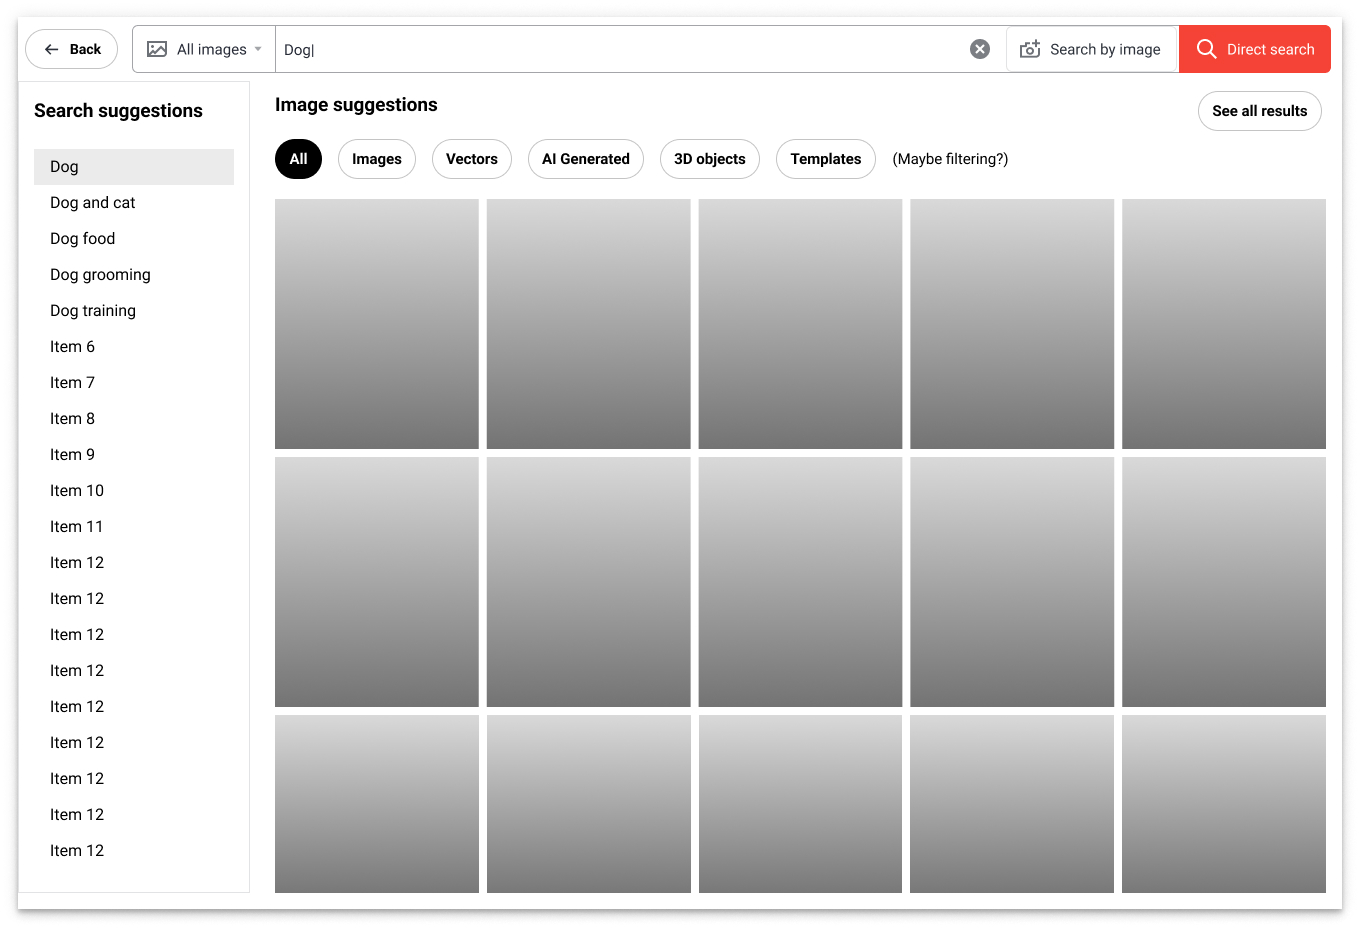 Back
All images
Dog
Search by image
Direct search
Search suggestions
Dog
Dog and cat
Dog food
Dog grooming
Dog training
Item 6
Item 7
Item 8
Item 9
Item 10
Item 11
Item 12
Item 12
Item 12
Item 12
Item 12
Item 12
Item 12
Item 12
Item 12
Image suggestions
See all results
All
Images
Vectors
AI Generated
3D objects
Templates
(Maybe filtering?)